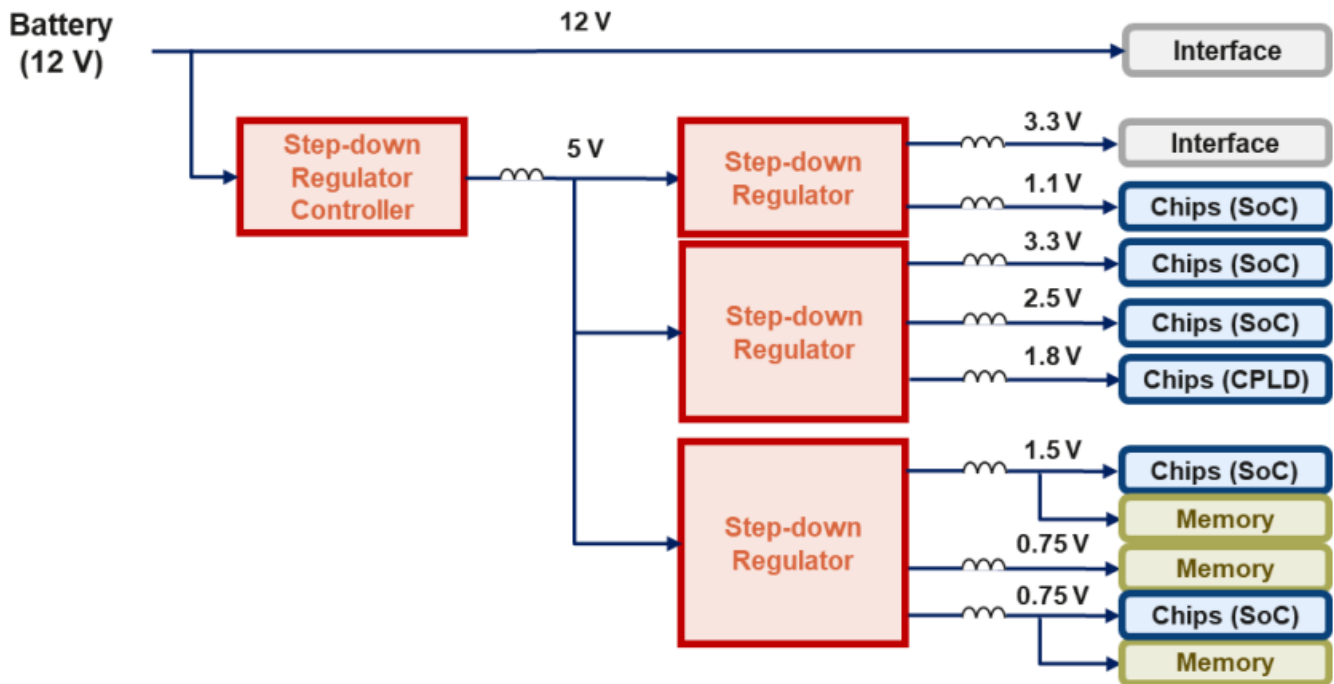 Battery
(12 V)
12 V
Interface
Step-down
Regulator
Controller
5 V
Step-down
Regulator
3.3 V
Interface
1.1 V
Chips (SoC)
Step-down
Regulator
3.3 V
Chips (SoC)
2.5 V
Chips (SoC)
1.8 V
Chips (CPLD)
Step-down
Regulator
1.5 V
Chips (SoC)
Memory
0.75 V
Memory
0.75 V
Chips (SoC)
Memory